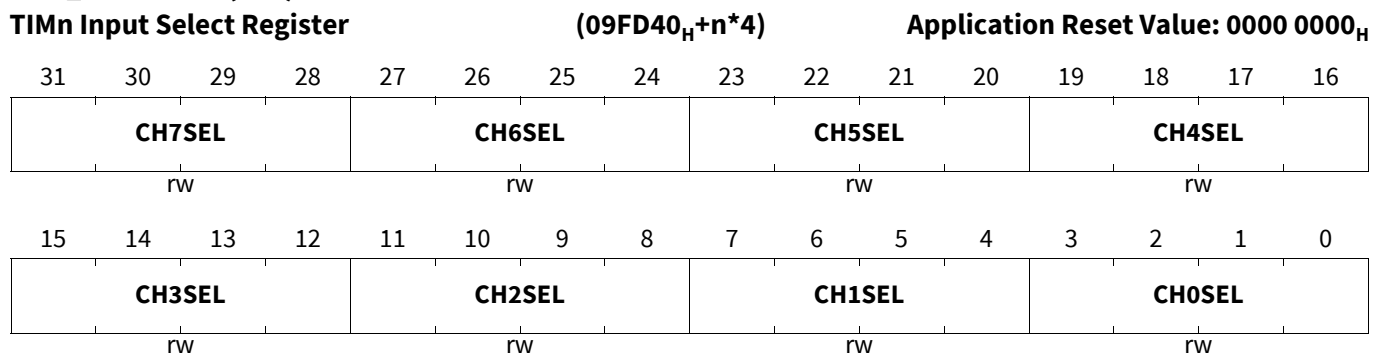 TIMn Input Select Register (09FD40H+n*4) Application Reset Value: 0000 0000H
31 30 29 28 27 26 25 24 23 22 21 20 19 18 17 16
CH7SEL CH6SEL CH5SEL CH4SEL
rw rw rw rw
15 14 13 12 11 10 9 8 7 6 5 4 3 2 1 0
CH3SEL CH2SEL CH1SEL CH0SEL
rw rw rw rw